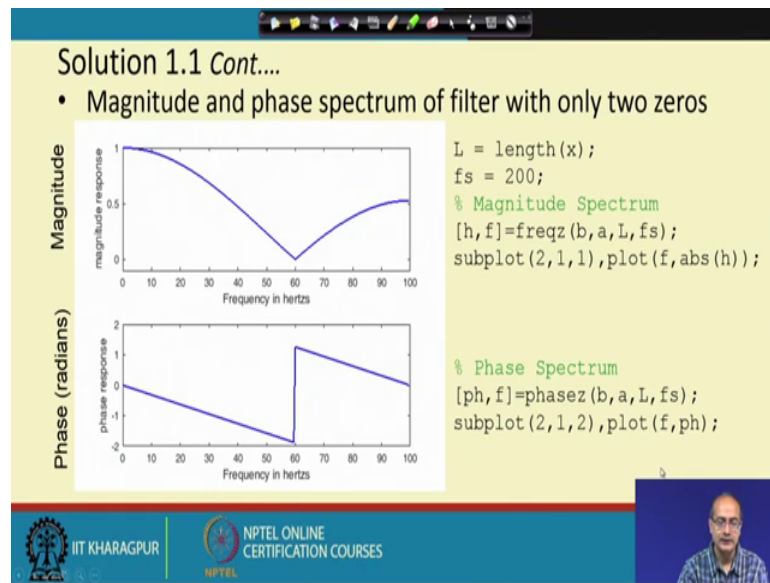 Solution 1.1 Cont....
• Magnitude and phase spectrum of filter with only two zeros
Magnitude
magnitude response
1
0.5
0
0 10 20 30 40 50 60 70 80 90 100
Frequency in hertzs
Phase (radians)
phase response
2
1
0
-1
-2
0 10 20 30 40 50 60 70 80 90 100
Frequency in hertzs
L = length(x);
fs = 200;
% Magnitude Spectrum
[h,f]=freqz(b,a,L,fs);
subplot(2,1,1),plot(f,abs(h));
% Phase Spectrum
[ph,f]=phasez(b,a,L,fs);
subplot(2,1,2),plot(f,ph);
IIT KHARAGPUR
NPTEL
NPTEL ONLINE
CERTIFICATION COURSES